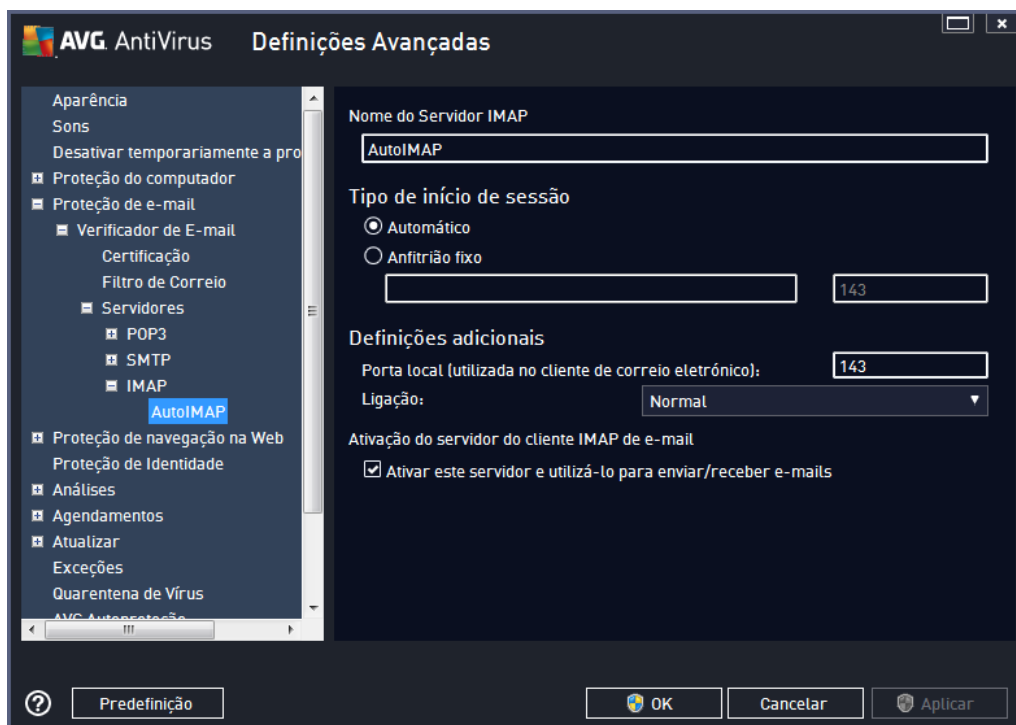 AVG AntiVirus Definições Avançadas
Aparência
Sons
Desativar temporariamente a pro
Proteção do computador
Proteção de e-mail
Verificador de E-mail
Certificação
Filtro de Correio
Servidores
POP3
SMTP
IMAP
AutoIMAP
Proteção de navegação na Web
Proteção de Identidade
Análises
Agendamentos
Atualizar
Exceções
Quarentena de Vírus
AVG Autoproteção
Nome do Servidor IMAP
AutoIMAP
Tipo de início de sessão
Automático
Anfitrião fixo
143
Definições adicionais
Porta local (utilizada no cliente de correio eletrónico): 143
Ligação: Normal
Ativação do servidor do cliente IMAP de e-mail
Ativar este servidor e utilizá-lo para enviar/receber e-mails
Predefinição OK Cancelar Aplicar